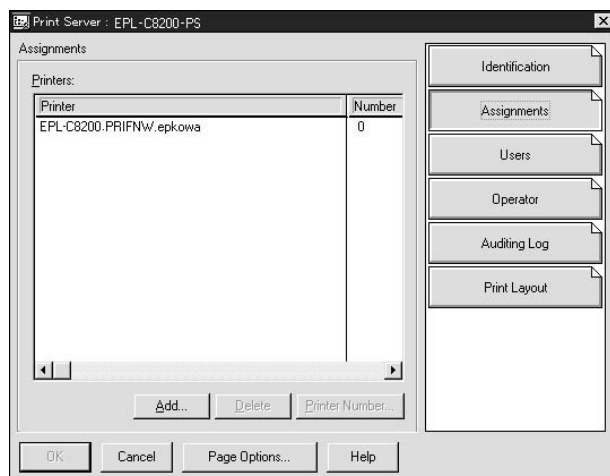 Print Server : EPL-C8200-PS
Assignments
Printers:
Printer Number
EPL-C8200.PRIFNW.epkowa 0
Add... Delete Printer Number...
OK Cancel Page Options... Help
Identification
Assignments
Users
Operator
Auditing Log
Print Layout